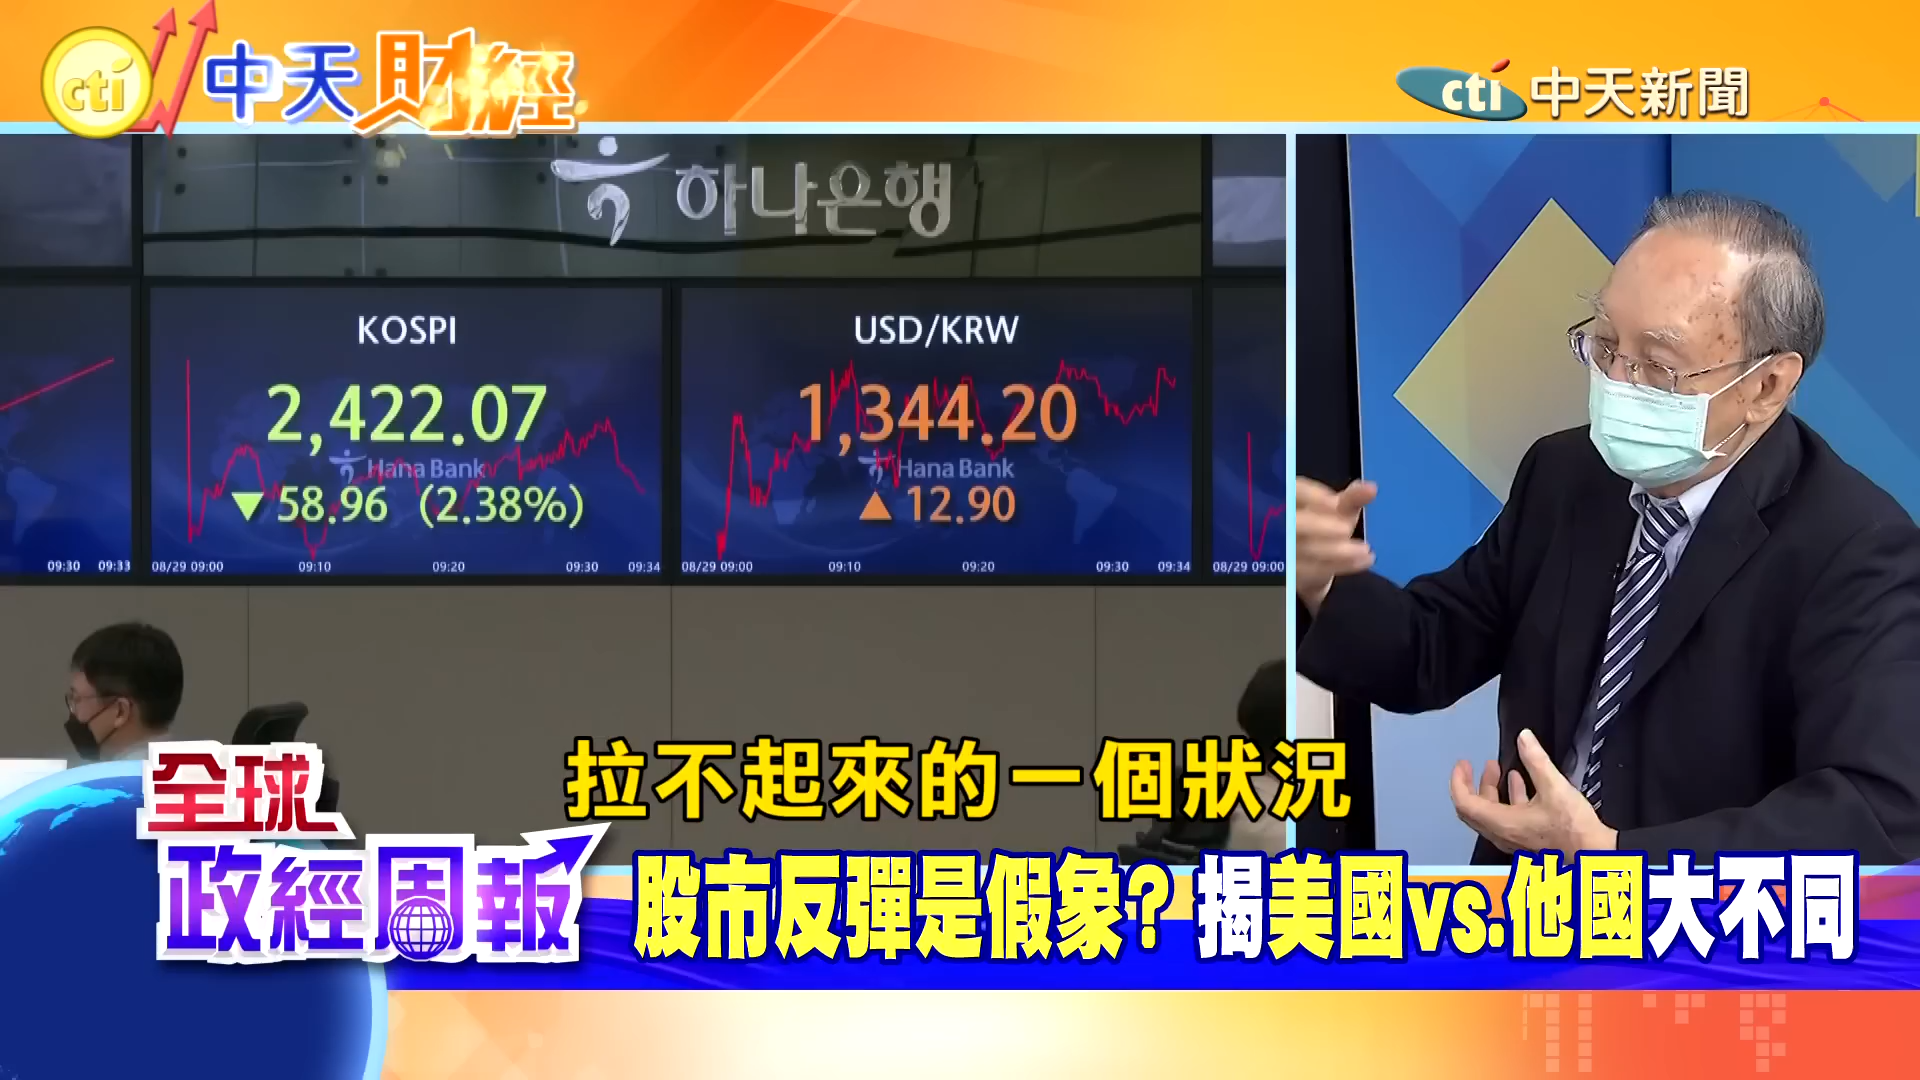 cti 中天財經
cti 中天新聞
하나은행
KOSPI
2,422.07
Hana Bank
▼ 58.96 (2.38%)
USD/KRW
1,344.20
Hana Bank
▲ 12.90
09:30 09:33
08/29 09:00 09:10 09:20 09:30 09:34
08/29 09:00 09:10 09:20 09:30 09:34
08/29 09:00
拉不起來的一個狀況
全球
政經周報
股市反彈是假象? 揭美國vs.他國大不同